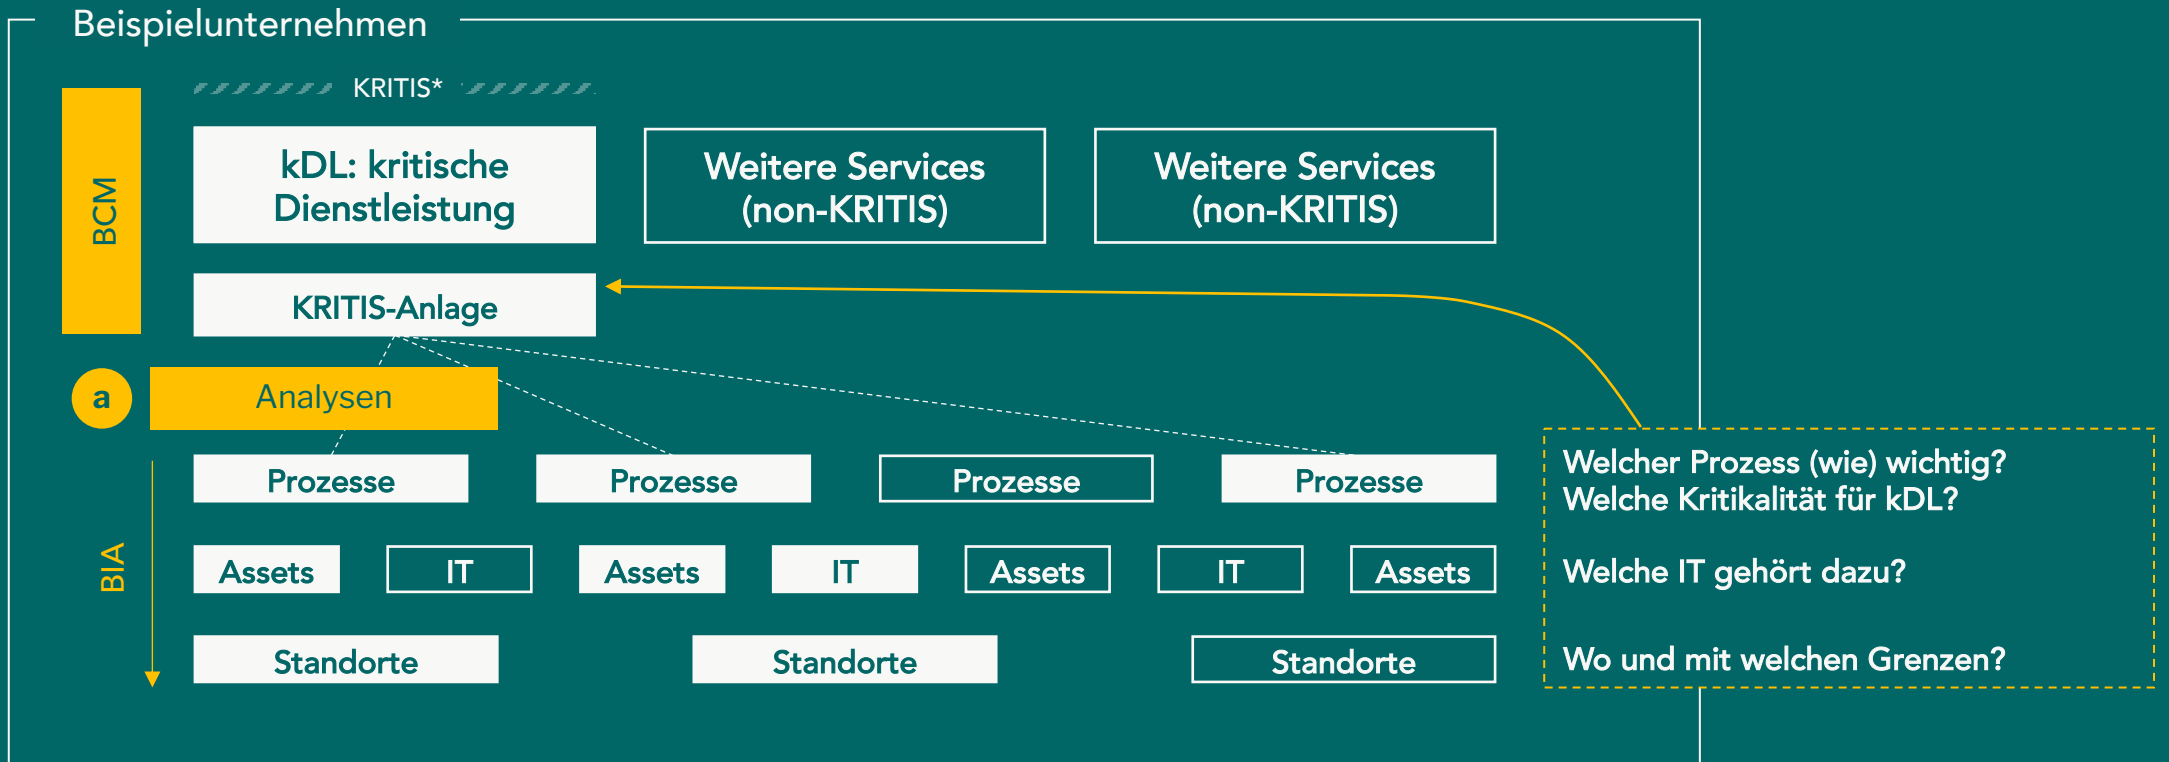 Beispielunternehmen
KRITIS*
BCM
kDL: kritische
Dienstleistung
Weitere Services
(non-KRITIS)
Weitere Services
(non-KRITIS)
KRITIS-Anlage
a
Analysen
BIA
Prozesse
Prozesse
Prozesse
Prozesse
Welcher Prozess (wie) wichtig?
Welche Kritikalität für kDL?
Assets
IT
Assets
IT
Assets
IT
Assets
Welche IT gehört dazu?
Standorte
Standorte
Standorte
Wo und mit welchen Grenzen?